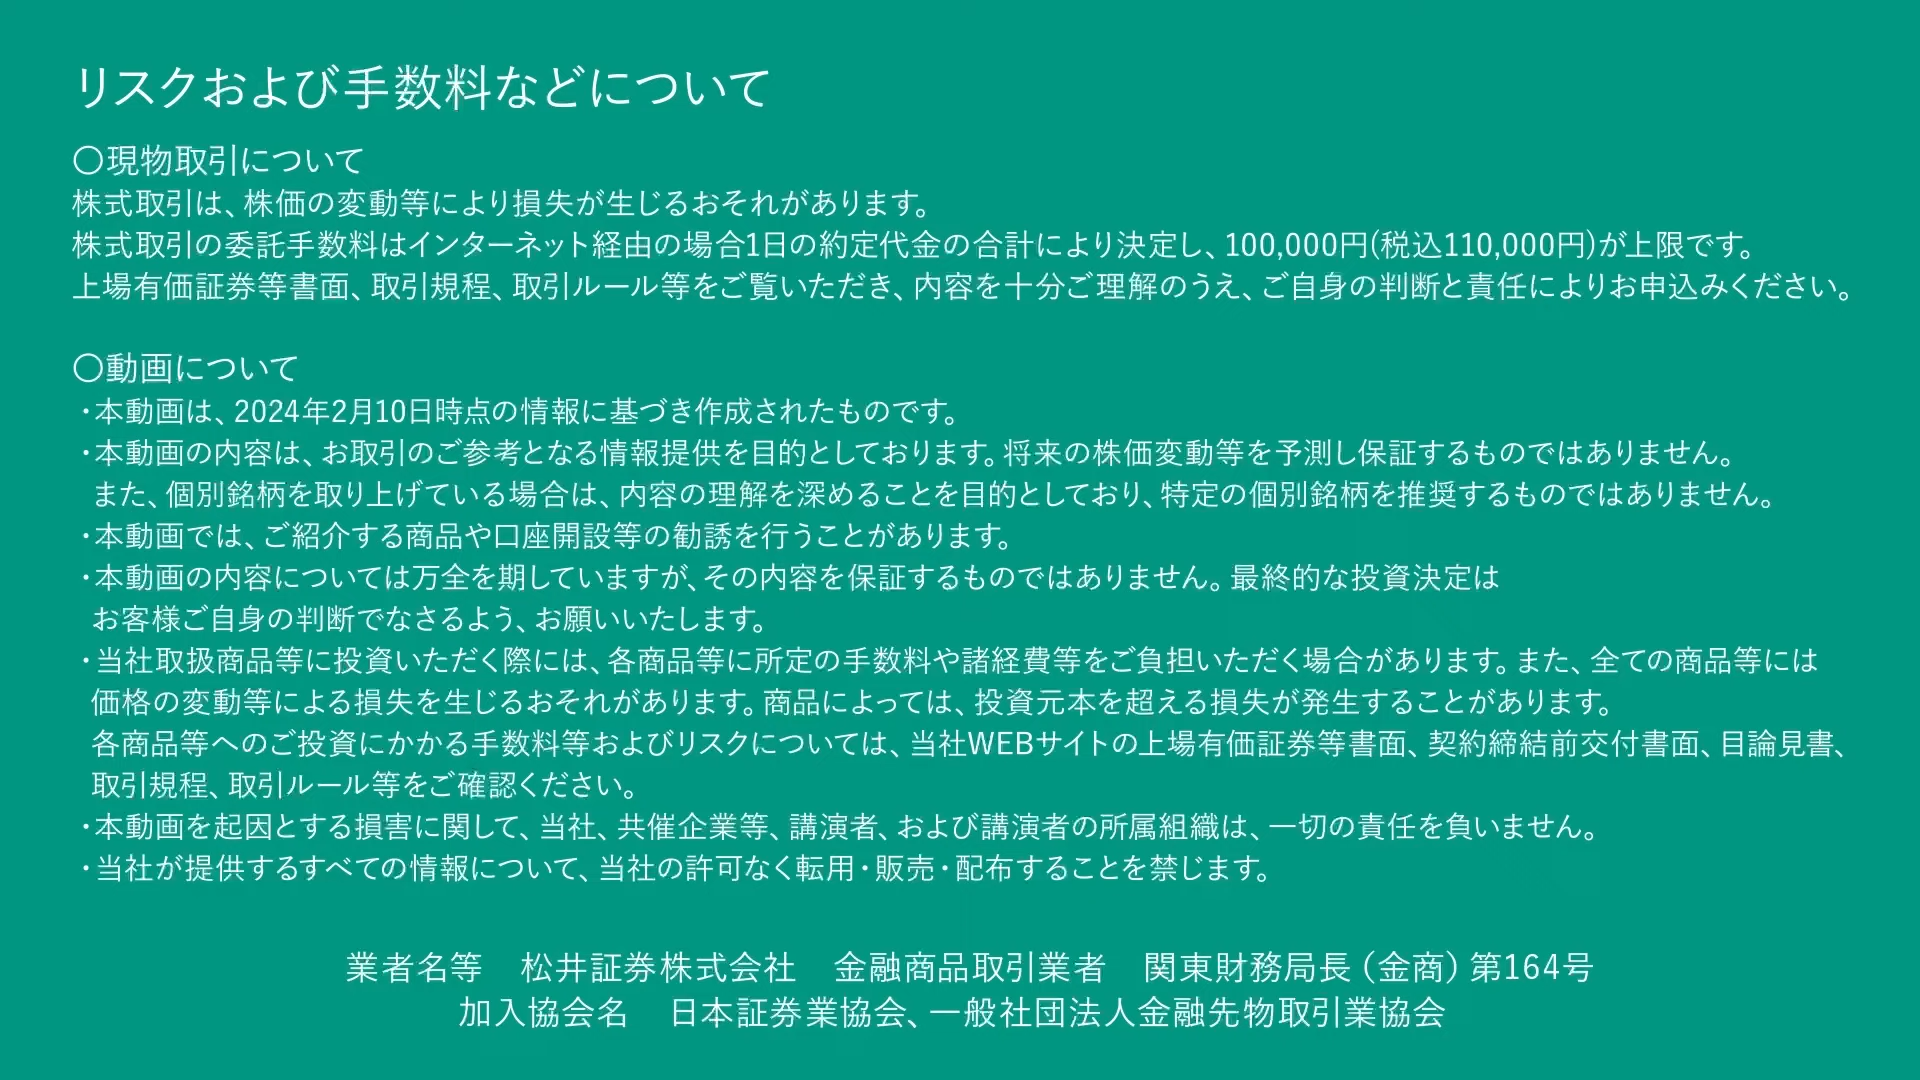 リスクおよび手数料などについて
〇現物取引について
株式取引は、株価の変動等により損失が生じるおそれがあります。
株式取引の委託手数料はインターネット経由の場合1日の約定代金の合計により決定し、100,000円(税込110,000円)が上限です。
上場有価証券等書面、取引規程、取引ルール等をご覧いただき、内容を十分ご理解のうえ、ご自身の判断と責任によりお申込みください。
〇動画について
・本動画は、2024年2月10日時点の情報に基づき作成されたものです。
・本動画の内容は、お取引のご参考となる情報提供を目的としております。将来の株価変動等を予測し保証するものではありません。
また、個別銘柄を取り上げている場合は、内容の理解を深めることを目的としており、特定の個別銘柄を推奨するものではありません。
・本動画では、ご紹介する商品や口座開設等の勧誘を行うことがあります。
・本動画の内容については万全を期していますが、その内容を保証するものではありません。最終的な投資決定は
お客様ご自身の判断でなさるよう、お願いいたします。
・当社取扱商品等に投資いただく際には、各商品等に所定の手数料や諸経費等をご負担いただく場合があります。また、全ての商品等には
価格の変動等による損失を生じるおそれがあります。商品によっては、投資元本を超える損失が発生することがあります。
各商品等へのご投資にかかる手数料等およびリスクについては、当社WEBサイトの上場有価証券等書面、契約締結前交付書面、目論見書、
取引規程、取引ルール等をご確認ください。
・本動画を起因とする損害に関して、当社、共催企業等、講演者、および講演者の所属組織は、一切の責任を負いません。
・当社が提供するすべての情報について、当社の許可なく転用・販売・配布することを禁じます。
業者名等　松井証券株式会社　金融商品取引業者　関東財務局長（金商）第164号
加入協会名　日本証券業協会、一般社団法人金融先物取引業協会